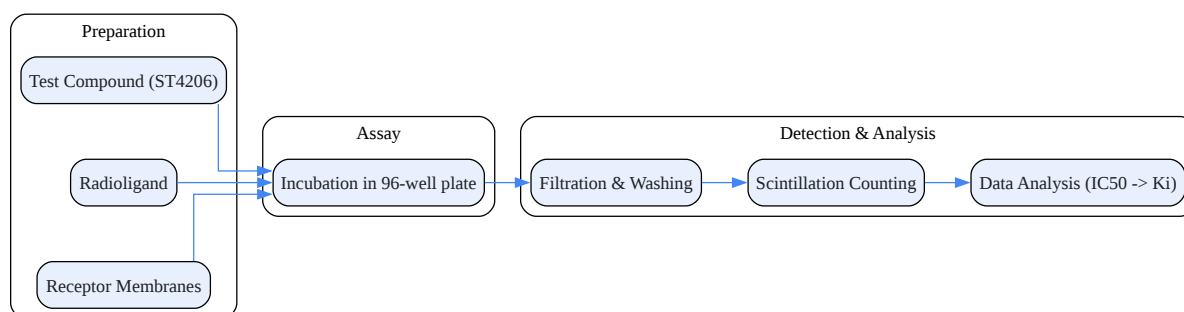 Preparation
Test Compound (ST4206)
Radioligand
Receptor Membranes
Assay
Incubation in 96-well plate
Detection & Analysis
Filtration & Washing
Scintillation Counting
Data Analysis (IC50 -> Ki)